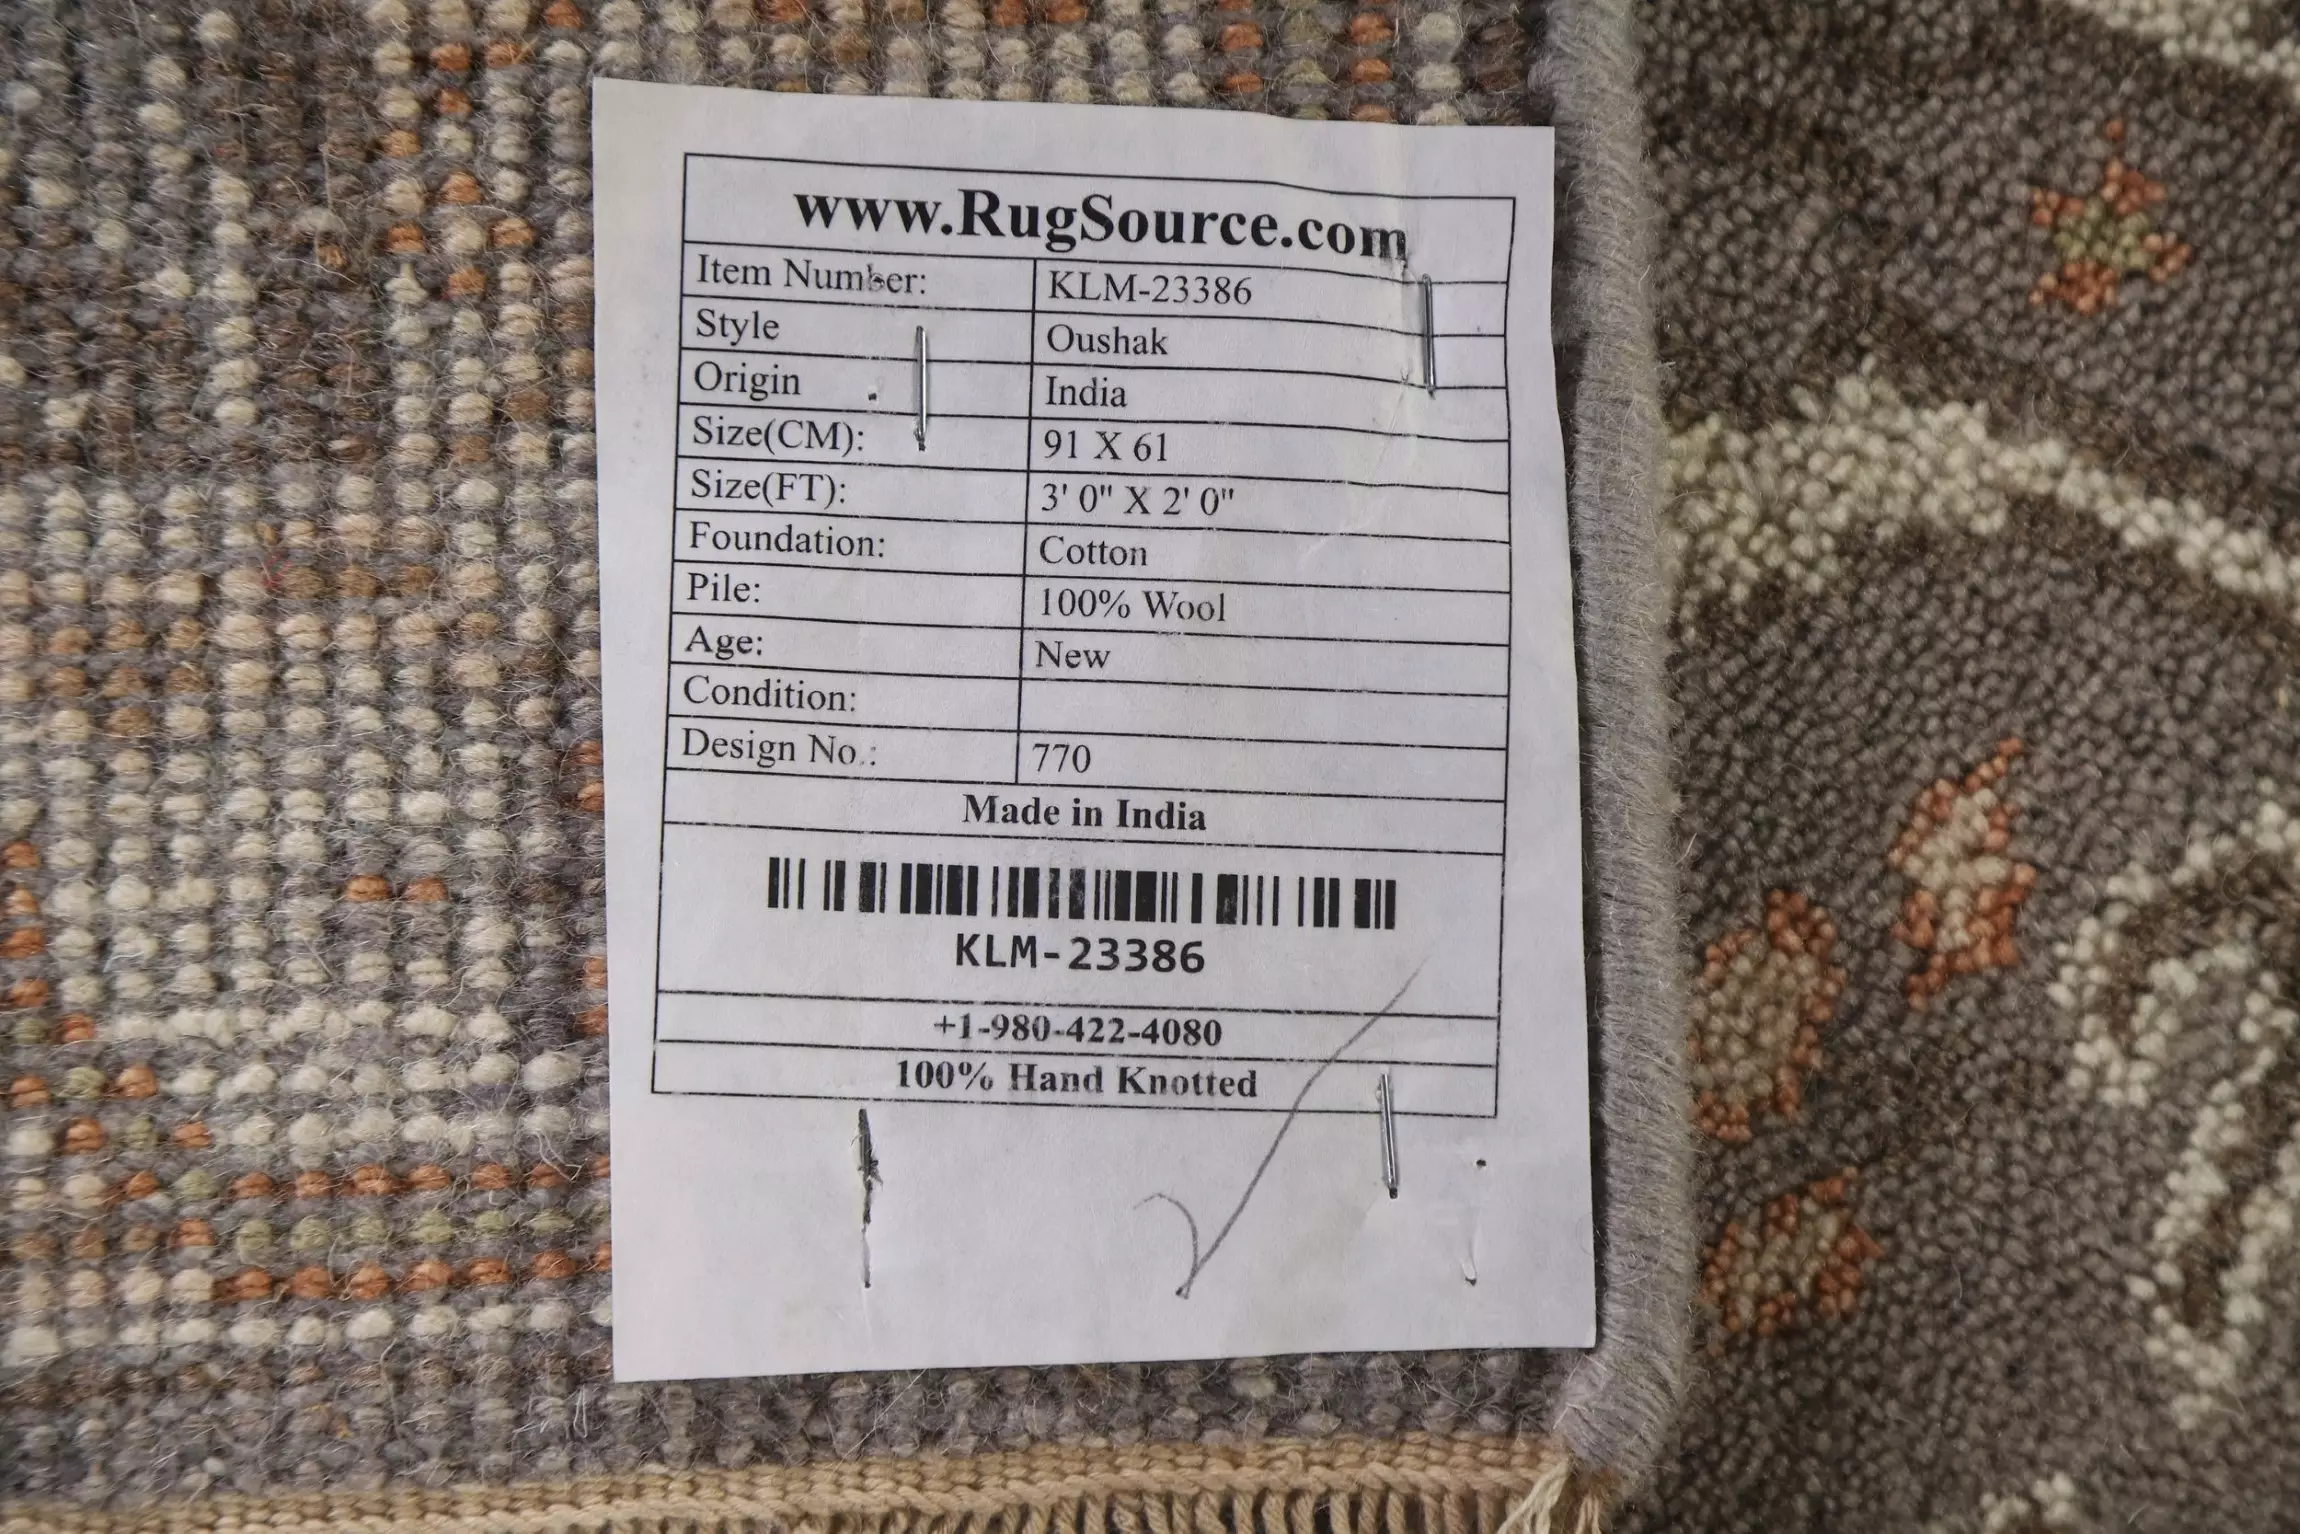 www.RugSource.com
Item Number: KLM-23386
Style Oushak
Origin India
Size(CM): 91 X 61
Size(FT): 3' 0" X 2' 0"
Foundation: Cotton
Pile: 100% Wool
Age: New
Condition:
Design No.: 770
Made in India
KLM-23386
+1-980-422-4080
100% Hand Knotted